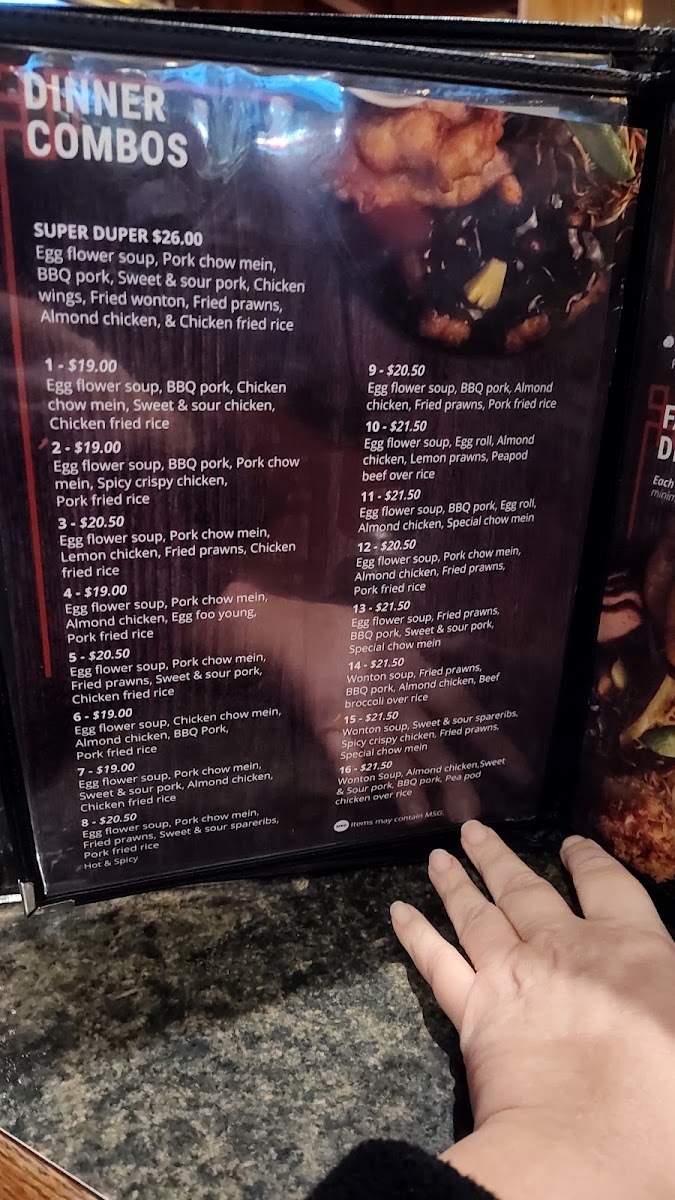 DINNER
COMBOS
SUPER DUPER $26.00
Egg flower soup, Pork chow mein,
BBQ pork, Sweet & sour pork, Chicken
wings, Fried wonton, Fried prawns,
Almond chicken, & Chicken fried rice
1 - $19.00
Egg flower soup, BBQ pork, Chicken
chow mein, Sweet & sour chicken,
Chicken fried rice
2 - $19.00
Egg flower soup, BBQ pork, Pork chow
mein, Spicy crispy chicken,
Pork fried rice
3 - $20.50
Egg flower soup, Pork chow mein,
Lemon chicken, Fried prawns, Chicken
fried rice
4 - $19.00
Egg flower soup, Pork chow mein,
Almond chicken, Egg foo young,
Pork fried rice
5 - $20.50
Egg flower soup, Pork chow mein,
Fried prawns, Sweet & sour pork,
Chicken fried rice
6 - $19.00
Egg flower soup, Chicken chow mein,
Almond chicken, BBQ Pork,
Pork fried rice
7 - $19.00
Egg flower soup, Pork chow mein,
Sweet & sour pork, Almond chicken,
Chicken fried rice
8 - $20.50
Egg flower soup, Pork chow mein,
Fried prawns, Sweet & sour spareribs,
Pork fried rice
Hot & Spicy
9 - $20.50
Egg flower soup, BBQ pork, Almond
chicken, Fried prawns, Pork fried rice
10 - $21.50
Egg flower soup, Egg roll, Almond
chicken, Lemon prawns, Peapod
beef over rice
11 - $21.50
Egg flower soup, BBQ pork, Egg roll,
Almond chicken, Special chow mein
12 - $20.50
Egg flower soup, Pork chow mein,
Almond chicken, Fried prawns,
Pork fried rice
13 - $21.50
Egg flower soup, Fried prawns,
BBQ pork, Sweet & sour pork,
Special chow mein
14 - $21.50
Wonton soup, Fried prawns,
BBQ pork, Almond chicken, Beef
broccoli over rice
15 - $21.50
Wonton soup, Sweet & sour spareribs,
Spicy crispy chicken, Fried prawns,
Special chow mein
16 - $21.50
Wonton Soup, Almond chicken,Sweet
& Sour pork, BBQ pork, Pea pod
chicken over rice
Items may contain MSG.
Each